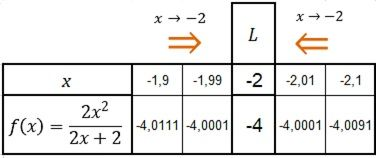 x → −2 L x → −2
x -1,9 -1,99 -2 -2,01 -2,1
f(x) = 2x²/(2x + 2) -4,0111 -4,0001 -4 -4,0001 -4,0091